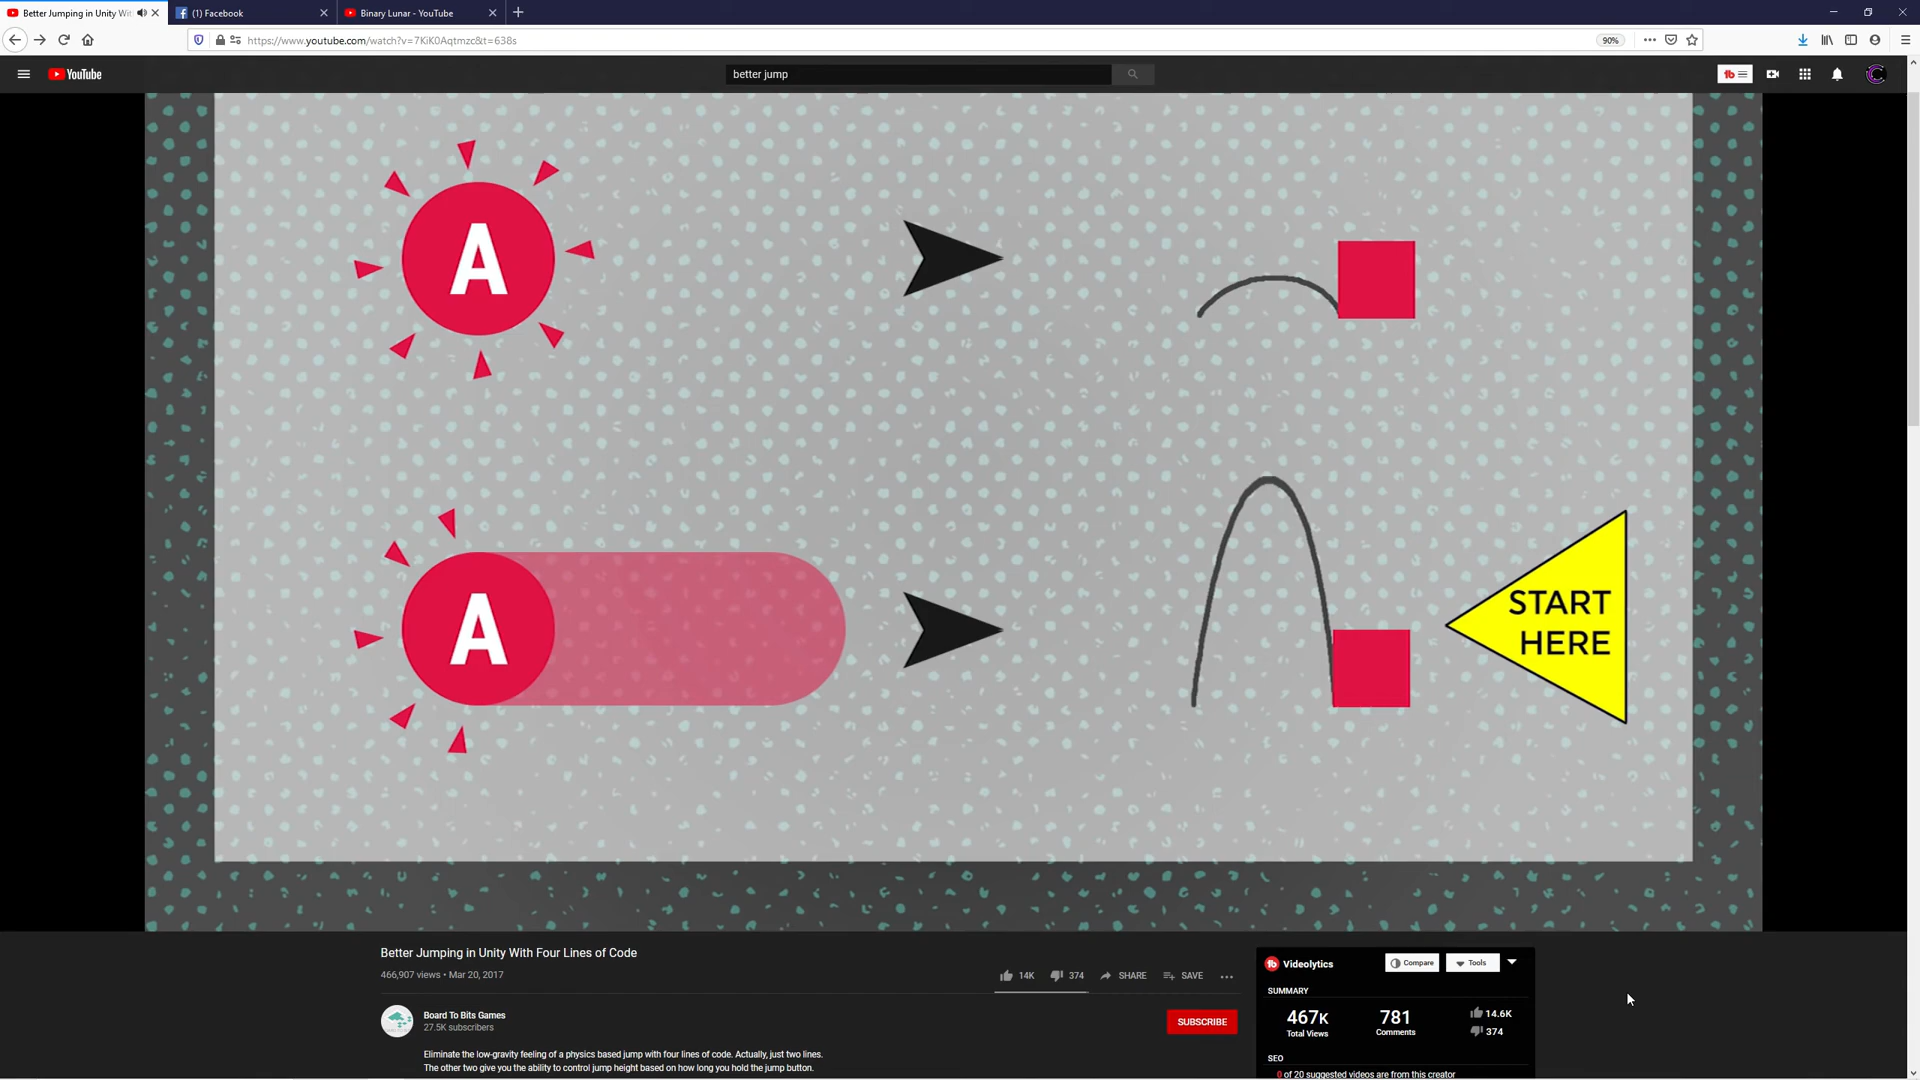 Better Jumping in Unity Wit
(1) Facebook
Binary Lunar - YouTube
https://www.youtube.com/watch?v=7KiK0Aqtmzc&t=638s
90%
YouTube
better jump
A
A
START
HERE
Better Jumping in Unity With Four Lines of Code
466,907 views • Mar 20, 2017
14K
374
SHARE
SAVE
Board To Bits Games
27.5K subscribers
SUBSCRIBE
Eliminate the low-gravity feeling of a physics based jump with four lines of code. Actually, just two lines.
The other two give you the ability to control jump height based on how long you hold the jump button.
Videolytics
Compare
Tools
SUMMARY
467K
Total Views
781
Comments
14.6K
374
SEO
0 of 20 suggested videos are from this creator